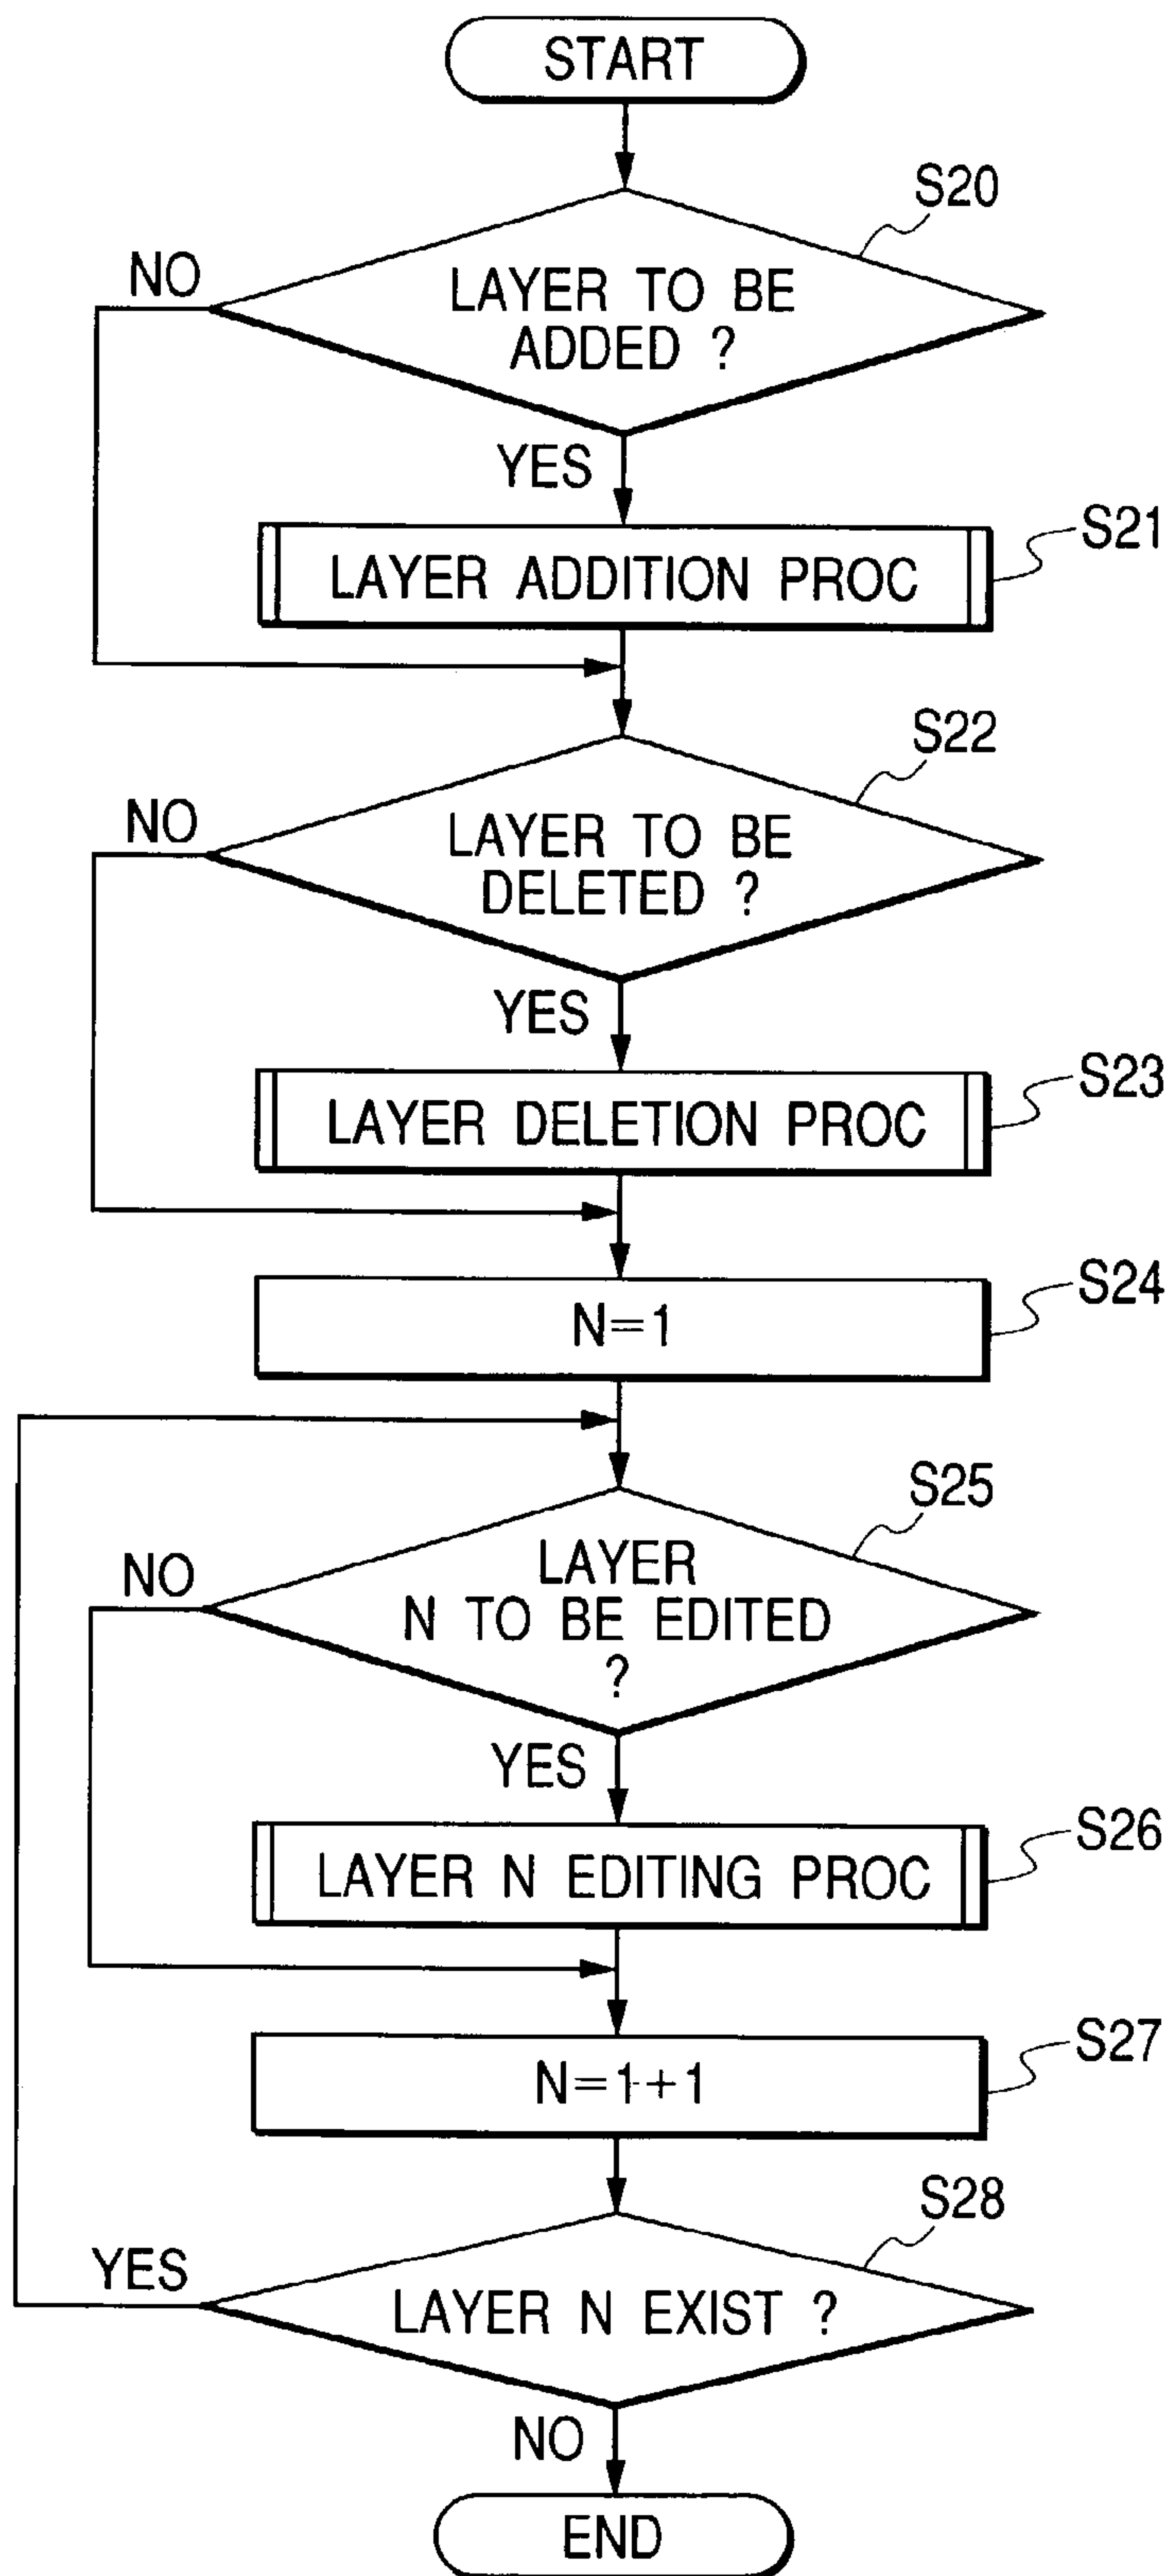 START
S20
NO
LAYER TO BE
ADDED ?
YES
S21
LAYER ADDITION PROC
S22
NO
LAYER TO BE
DELETED ?
YES
S23
LAYER DELETION PROC
S24
N=1
S25
NO
LAYER
N TO BE EDITED
?
YES
S26
LAYER N EDITING PROC
S27
N=1+1
S28
YES
LAYER N EXIST ?
NO
END